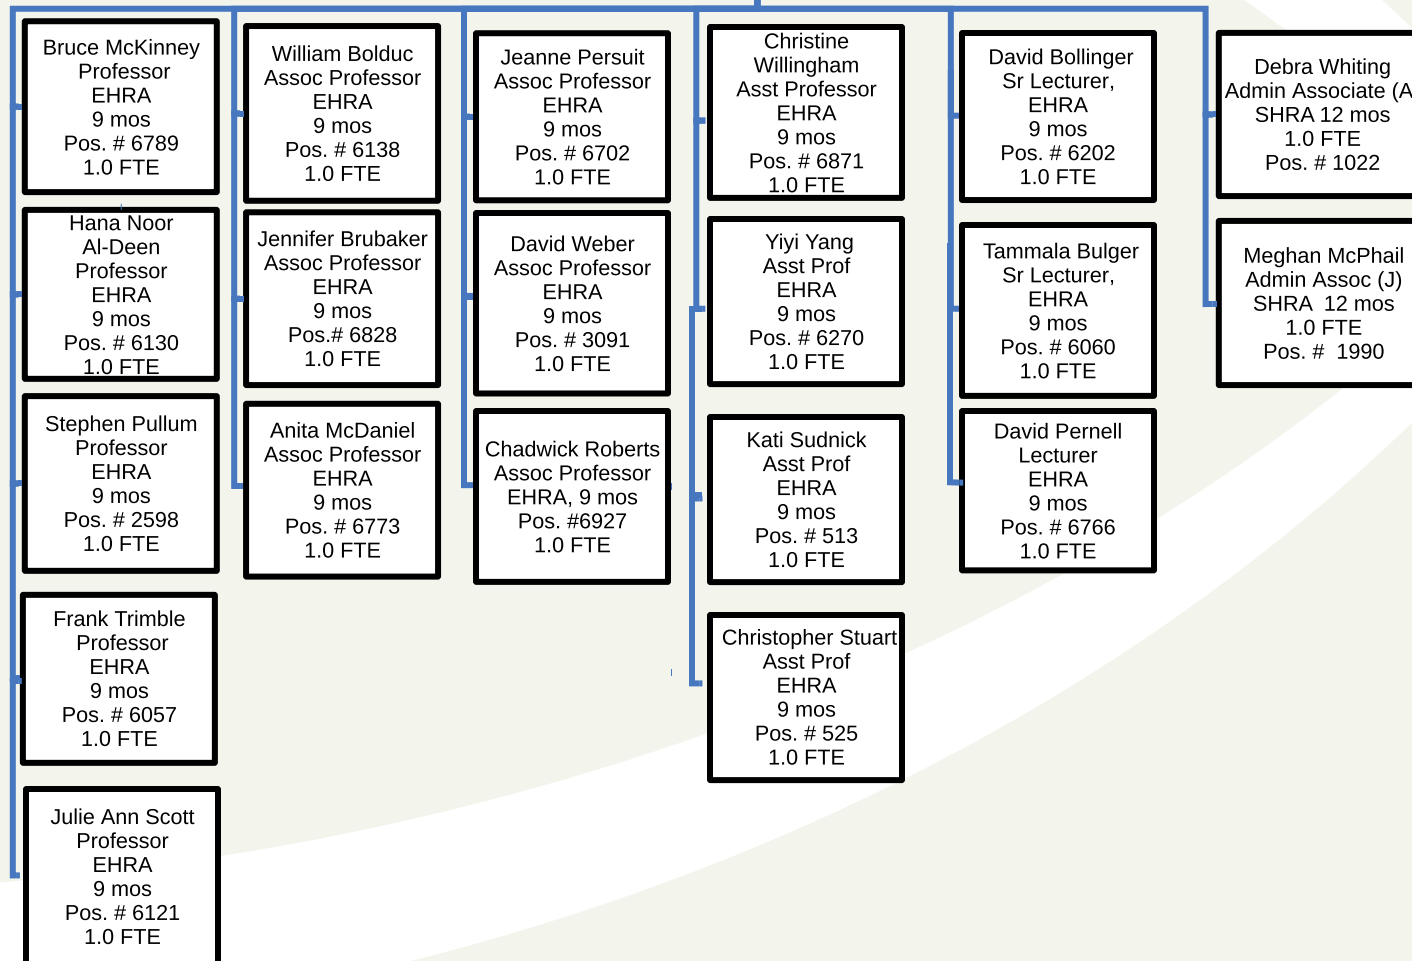 Bruce McKinney
Professor
EHRA
9 mos
Pos. # 6789
1.0 FTE
Hana Noor
Al-Deen
Professor
EHRA
9 mos
Pos. # 6130
1.0 FTE
Stephen Pullum
Professor
EHRA
9 mos
Pos. # 2598
1.0 FTE
Frank Trimble
Professor
EHRA
9 mos
Pos. # 6057
1.0 FTE
Julie Ann Scott
Professor
EHRA
9 mos
Pos. # 6121
1.0 FTE
William Bolduc
Assoc Professor
EHRA
9 mos
Pos. # 6138
1.0 FTE
Jennifer Brubaker
Assoc Professor
EHRA
9 mos
Pos.# 6828
1.0 FTE
Anita McDaniel
Assoc Professor
EHRA
9 mos
Pos. # 6773
1.0 FTE
Jeanne Persuit
Assoc Professor
EHRA
9 mos
Pos. # 6702
1.0 FTE
David Weber
Assoc Professor
EHRA
9 mos
Pos. # 3091
1.0 FTE
Chadwick Roberts
Assoc Professor
EHRA, 9 mos
Pos. #6927
1.0 FTE
Christine
Willingham
Asst Professor
EHRA
9 mos
Pos. # 6871
1.0 FTE
Yiyi Yang
Asst Prof
EHRA
9 mos
Pos. # 6270
1.0 FTE
Kati Sudnick
Asst Prof
EHRA
9 mos
Pos. # 513
1.0 FTE
Christopher Stuart
Asst Prof
EHRA
9 mos
Pos. # 525
1.0 FTE
David Bollinger
Sr Lecturer,
EHRA
9 mos
Pos. # 6202
1.0 FTE
Tammala Bulger
Sr Lecturer,
EHRA
9 mos
Pos. # 6060
1.0 FTE
David Pernell
Lecturer
EHRA
9 mos
Pos. # 6766
1.0 FTE
Debra Whiting
Admin Associate (A
SHRA 12 mos
1.0 FTE
Pos. # 1022
Meghan McPhail
Admin Assoc (J)
SHRA 12 mos
1.0 FTE
Pos. # 1990